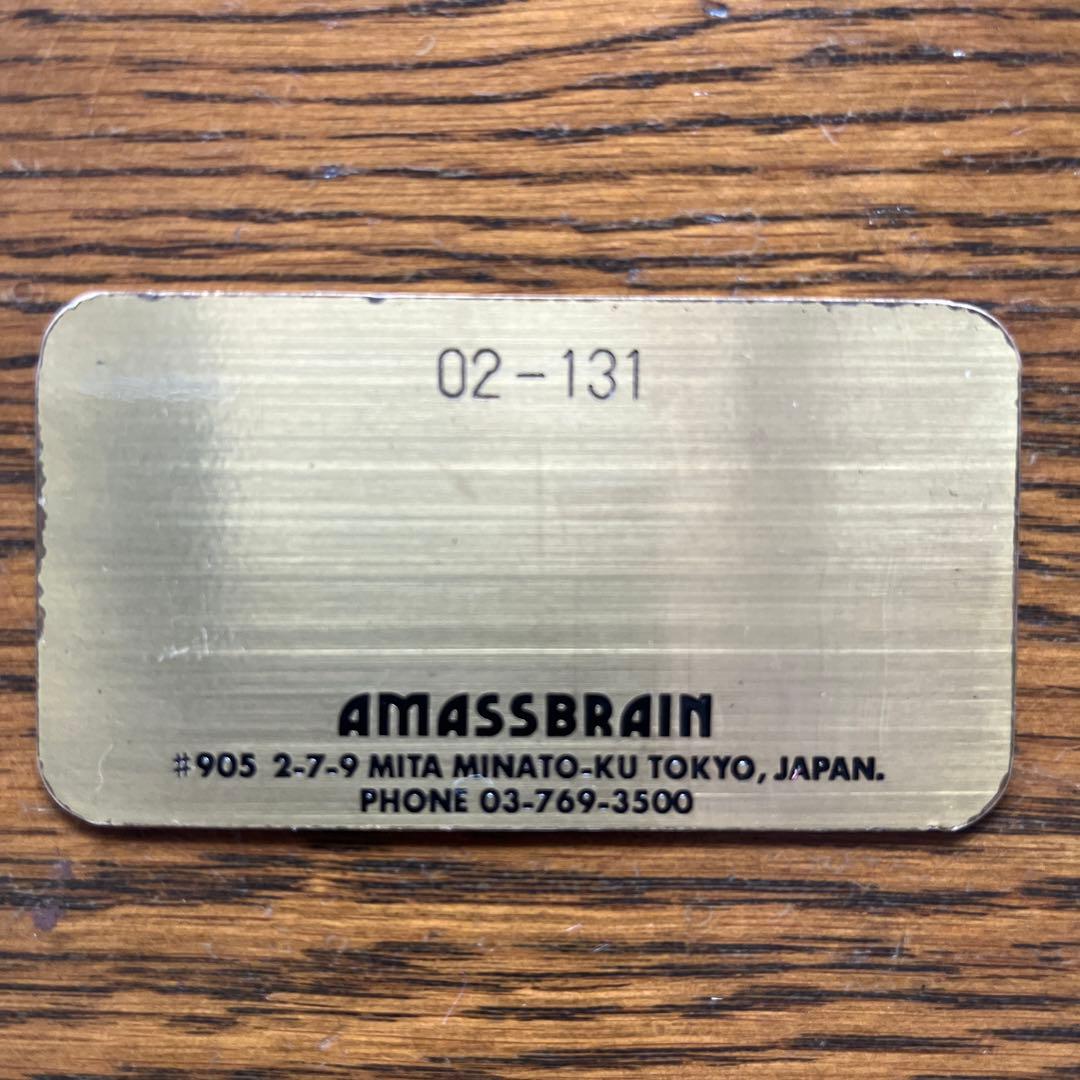 02-131
AMASSBRAIN
#905 2-7-9 MITA MINATO-KU TOKYO, JAPAN.
PHONE 03-769-3500